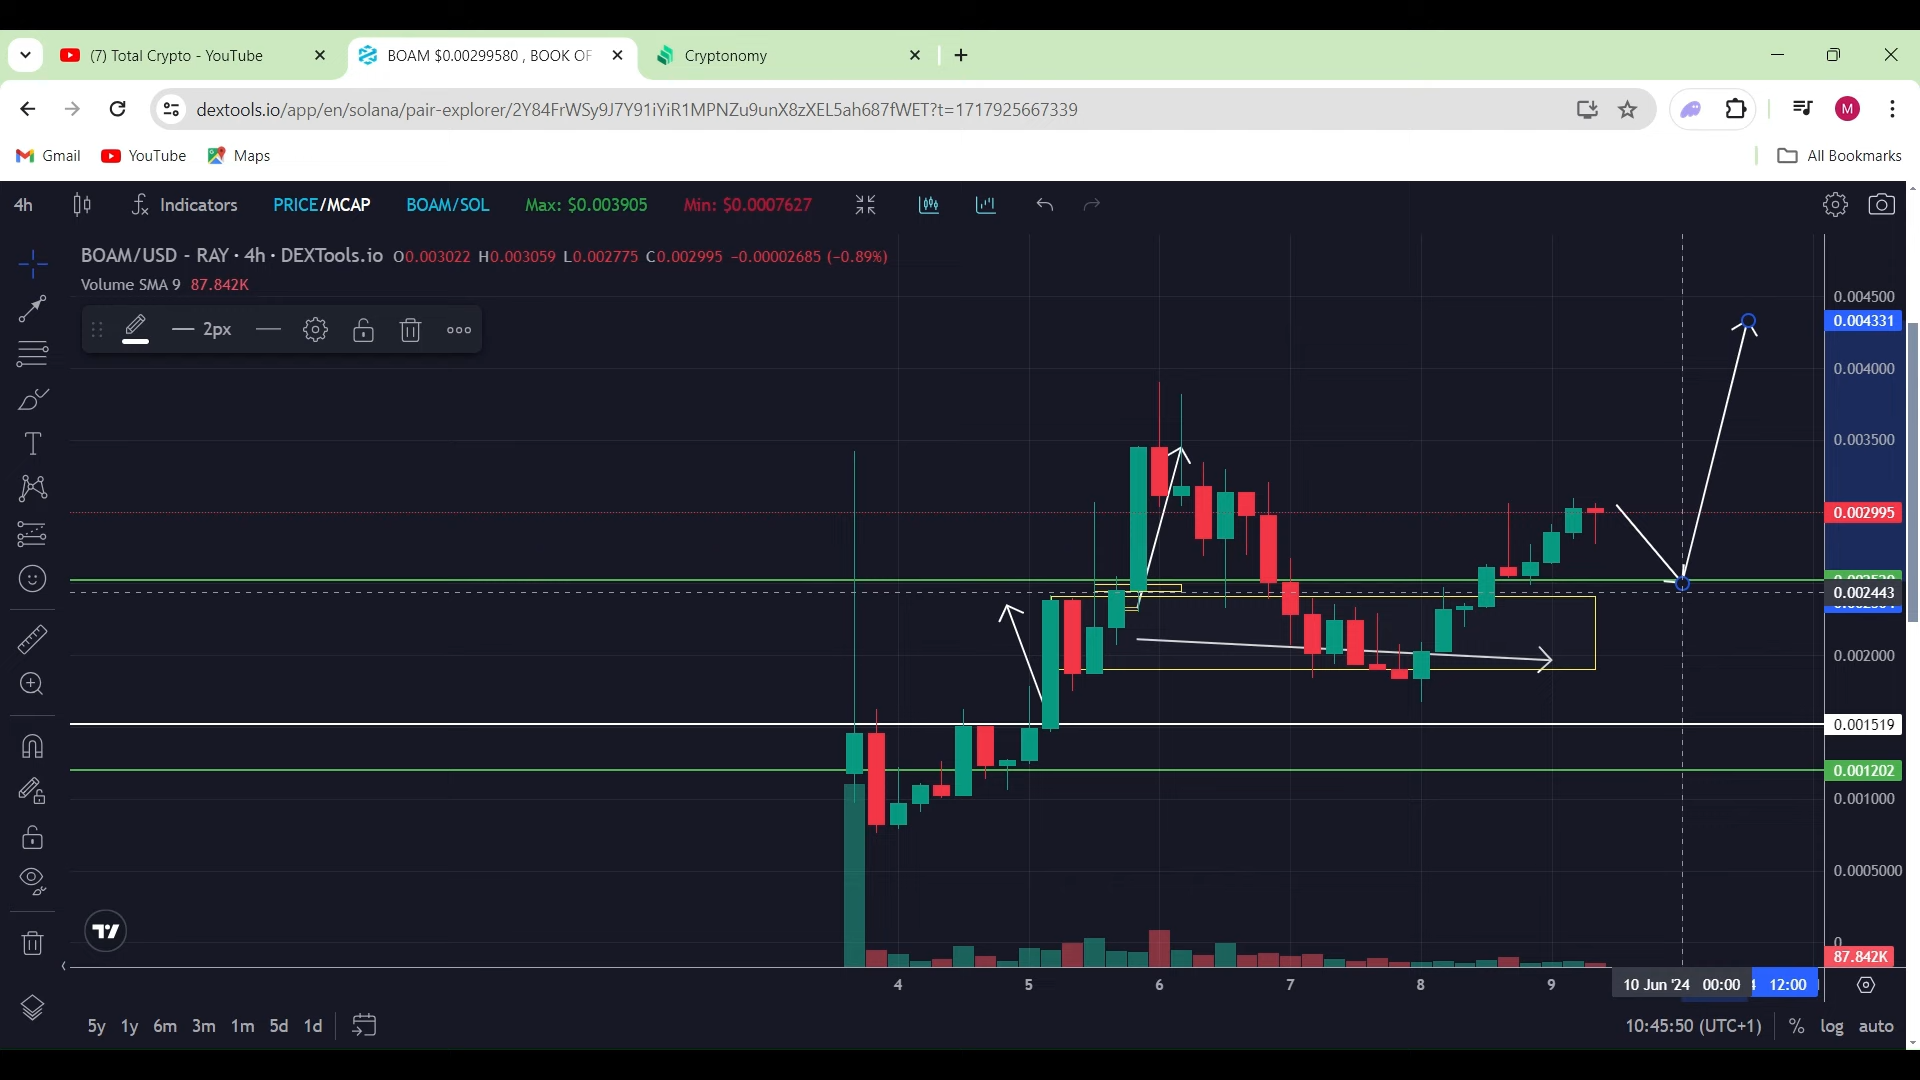 (7) Total Crypto - YouTube
BOAM $0.00299580 , BOOK OF
Cryptonomy
dextools.io/app/en/solana/pair-explorer/2Y84FrWSy9J7Y91iYiR1MPNZu9unX8zXEL5ah687fWET?t=1717925667339
M
Gmail
YouTube
Maps
All Bookmarks
4h
Indicators
PRICE/MCAP
BOAM/SOL
Max: $0.003905
Min: $0.0007627
BOAM/USD - RAY · 4h · DEXTools.io O0.003022 H0.003059 L0.002775 C0.002995 -0.00002685 (-0.89%)
Volume SMA 9 87.842K
2px
0.004500
0.004331
0.004000
0.003500
0.002995
0.002443
0.002000
0.001519
0.001202
0.001000
0.0005000
0
87.842K
4
5
6
7
8
9
10 Jun '24 00:00
12:00
5y
1y
6m
3m
1m
5d
1d
10:45:50 (UTC+1)
%
log
auto